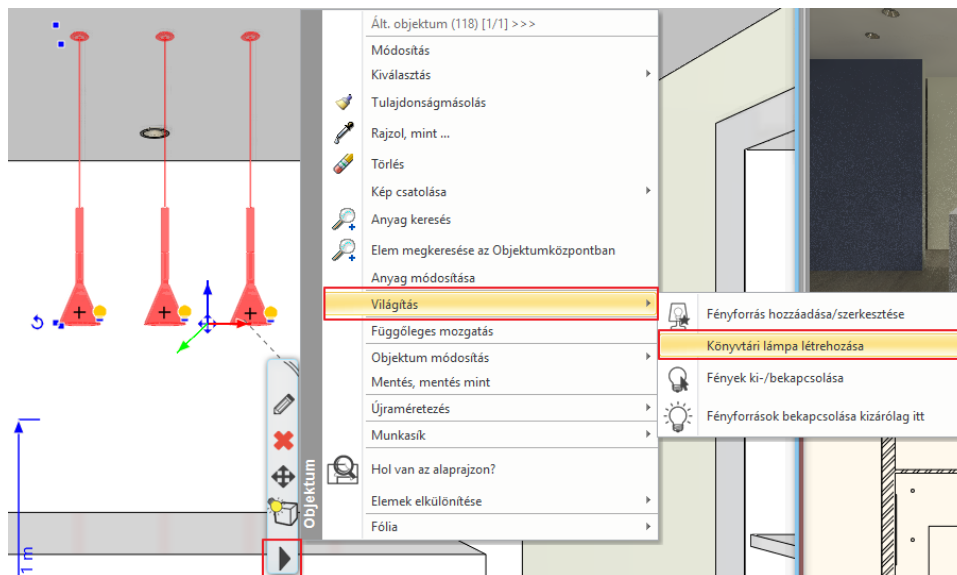 Ált. objektum (118) [1/1] >>>
Módosítás
Kiválasztás
Tulajdonságmásolás
Rajzol, mint ...
Törlés
Kép csatolása
Anyag keresés
Elem megkeresése az Objektumközpontban
Anyag módosítása
Világítás
Függőleges mozgatás
Objektum módosítás
Mentés, mentés mint
Újraméretezés
Munkasík
Hol van az alaprajzon?
Elemek elkülönítése
Fólia
Objektum
Fényforrás hozzáadása/szerkesztése
Könyvtári lámpa létrehozása
Fények ki-/bekapcsolása
Fényforrások bekapcsolása kizárólag itt
1 m